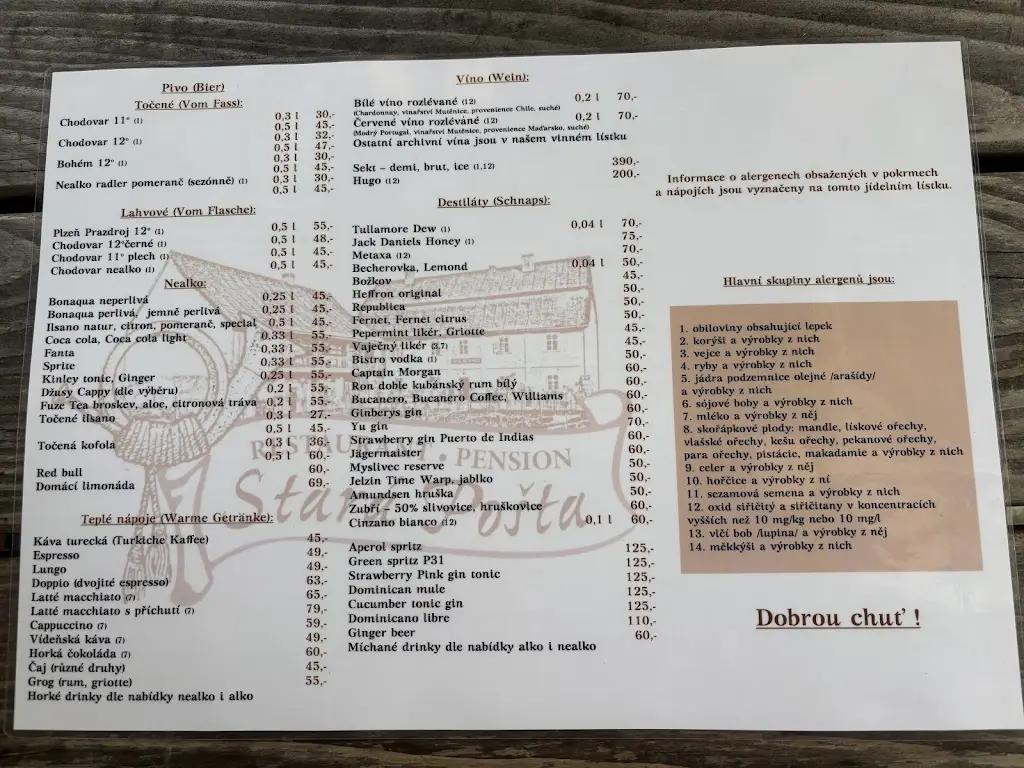 Pivo (Bier)
Točené (Vom Fass):
Chodovar 11° (1) 0,3 l 30,-
0,5 l 45,-
Chodovar 12° (1) 0,3 l 32,-
0,5 l 47,-
Bohém 12° (1) 0,3 l 30,-
0,5 l 45,-
Nealko radler pomeranč (sezónně) (1) 0,3 l 30,-
0,5 l 45,-
Lahvové (Vom Flasche):
Plzeň Prazdroj 12° (1) 0,5 l 55,-
Chodovar 12°černé (1) 0,5 l 48,-
Chodovar 11° plech (1) 0,5 l 45,-
Chodovar nealko (1) 0,5 l 45,-
Nealko:
Bonaqua neperlivá 0,25 l 45,-
Bonaqua perlivá, jemně perlivá 0,25 l 45,-
Ilsano natur, citron, pomeranč, special 0,5 l 45,-
Coca cola, Coca cola light 0,33 l 55,-
Fanta 0,33 l 55,-
Sprite 0,33 l 55,-
Kinley tonic, Ginger 0,25 l 55,-
Džusy Cappy (dle výběru) 0,2 l 55,-
Fuze Tea broskev, aloe, citronová tráva 0,2 l 55,-
Točené ilsano 0,3 l 27,-
0,5 l 45,-
Točená kofola 0,3 l 36,-
0,5 l 60,-
Red bull 60,-
Domácí limonáda 69,-
Teplé nápoje (Warme Getränke):
Káva turecká (Turkiche Kaffee) 45,-
Espresso 49,-
Lungo 49,-
Doppio (dvojité espresso) 63,-
Latté macchiato (7) 65,-
Latté macchiato s příchutí (7) 79,-
Cappuccino (7) 59,-
Vídeňská káva (7) 49,-
Horká čokoláda (7) 60,-
Čaj (různé druhy) 45,-
Grog (rum, griotte) 55,-
Horké drinky dle nabídky nealko i alko
Víno (Wein):
Bílé víno rozlévané (12) 0,2 l 70,-
(Chardonnay, vinařství Mutěnice, provenience Chile, suché)
Červené víno rozlévané (12) 0,2 l 70,-
(Modrý Portugal, vinařství Mutěnice, provenience Maďarsko, suché)
Ostatní archivní vína jsou v našem vinném lístku
Sekt – demi, brut, ice (1,12) 390,-
Hugo (12) 200,-
Destiláty (Schnaps):
Tullamore Dew (1) 0,04 l 70,-
Jack Daniels Honey (1) 75,-
Metaxa (12) 70,-
Becherovka, Lemond 0,04 l 50,-
Božkov 45,-
Heffron original 50,-
Republica 50,-
Fernet, Fernet citrus 50,-
Pepermint likér, Griotte 45,-
Vaječný likér (3,7) 50,-
Bistro vodka (1) 60,-
Captain Morgan 60,-
Ron doble kubánský rum bílý 60,-
Bucanero, Bucanero Coffee, Williams 60,-
Ginberys gin 70,-
Yu gin 60,-
Strawberry gin Puerto de Indias 60,-
Jägermaister 50,-
Myslivec reserve 60,-
Jelzin Time Warp, jablko 50,-
Amundsen hruška 50,-
Zubří – 50% slivovice, hruškovice 60,-
Cinzano bianco (12) 0,1 l 60,-
Aperol spritz 125,-
Green spritz P31 125,-
Strawberry Pink gin tonic 125,-
Dominican mule 125,-
Cucumber tonic gin 125,-
Dominicano libre 110,-
Ginger beer 60,-
Míchané drinky dle nabídky alko i nealko
PENSION
Stará Pošta
Informace o alergenech obsažených v pokrmech
a nápojích jsou vyznačeny na tomto jídelním lístku.
Hlavní skupiny alergenů jsou:
1. obiloviny obsahující lepek
2. korýši a výrobky z nich
3. vejce a výrobky z nich
4. ryby a výrobky z nich
5. jádra podzemnice olejné /arašídy/
a výrobky z nich
6. sójové boby a výrobky z nich
7. mléko a výrobky z něj
8. skořápkové plody: mandle, lískové ořechy,
vlašské ořechy, kešu ořechy, pekanové ořechy,
para ořechy, pistácie, makadamie a výrobky z nich
9. celer a výrobky z něj
10. hořčice a výrobky z ní
11. sezamová semena a výrobky z nich
12. oxid siřičitý a siřičitany v koncentracích
vyšších než 10 mg/kg nebo 10 mg/l
13. vlčí bob /lupina/ a výrobky z něj
14. měkkýši a výrobky z nich
Dobrou chuť !